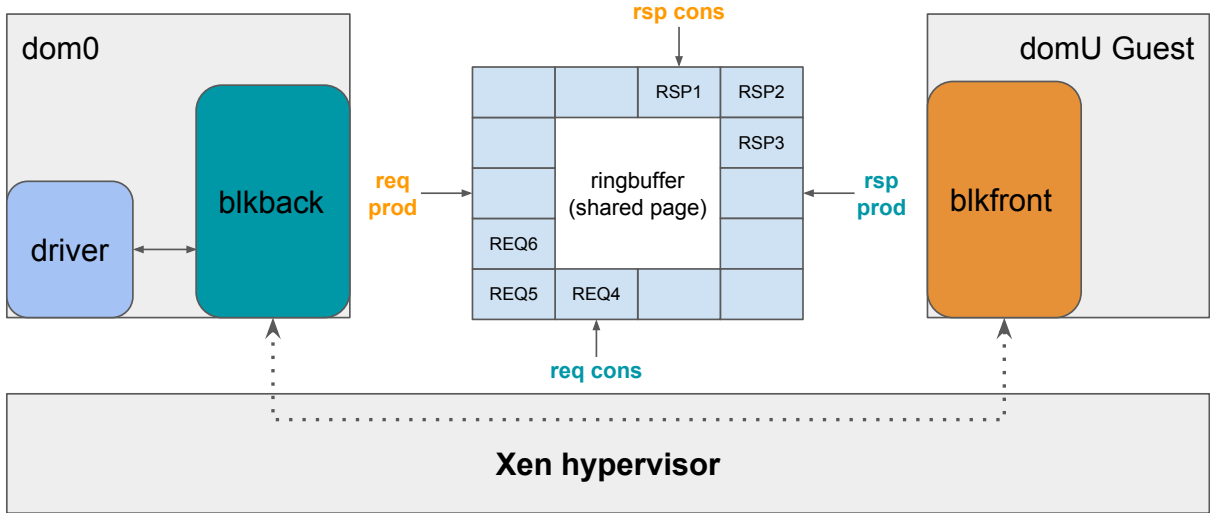 dom0
driver
blkback
req
prod
rsp cons
RSP1
RSP2
RSP3
ringbuffer
(shared page)
REQ6
REQ5
REQ4
req cons
rsp
prod
domU Guest
blkfront
Xen hypervisor